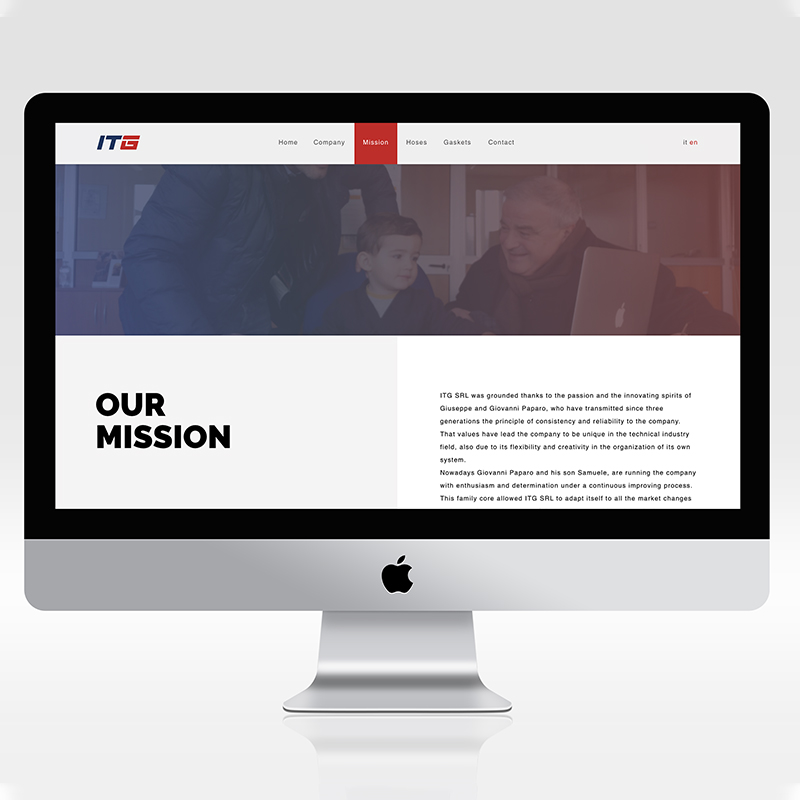 ITG
Home Company Mission Hoses Gaskets Contact
it en
OUR
MISSION
ITG SRL was grounded thanks to the passion and the innovating spirits of
Giuseppe and Giovanni Paparo, who have transmitted since three
generations the principle of consistency and reliability to the company.
That values have lead the company to be unique in the technical industry
field, also due to its flexibility and creativity in the organization of its own
system.
Nowadays Giovanni Paparo and his son Samuele, are running the company
with enthusiasm and determination under a continuous improving process.
This family core allowed ITG SRL to adapt itself to all the market changes